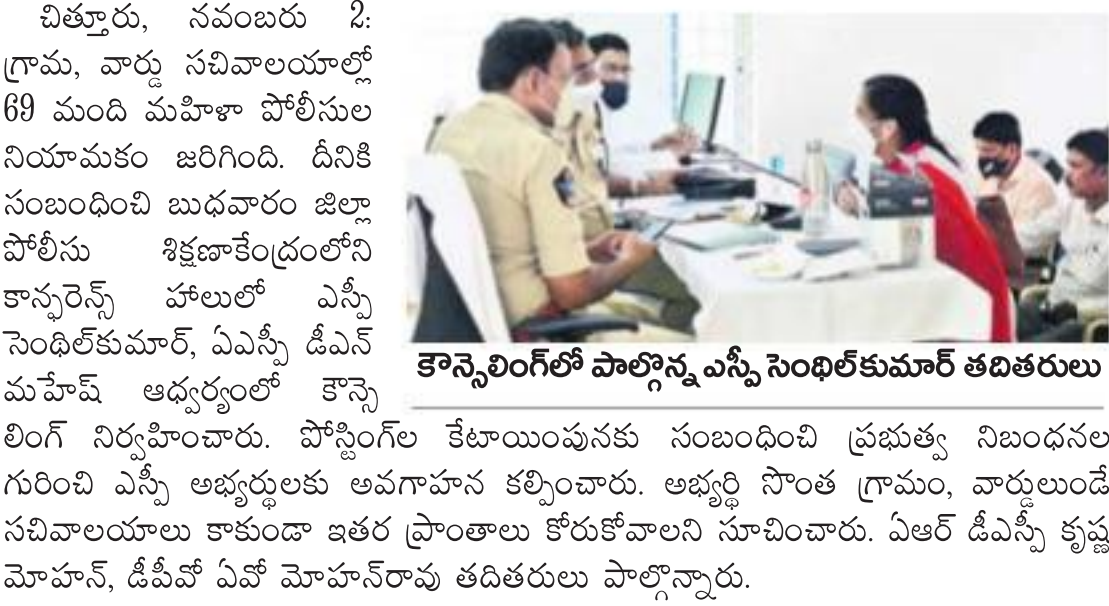 చిత్తూరు, నవంబరు 2:
గ్రామ, వార్డు సచివాలయాల్లో
69 మంది మహిళా పోలీసుల
నియామకం జరిగింది. దీనికి
సంబంధించి బుధవారం జిల్లా
పోలీసు శిక్షణాకేంద్రంలోని
కాన్ఫరెన్స్ హాలులో ఎస్పీ
సెంథిల్‌కుమార్, ఏఎస్పీ డీఎన్
మహేష్ ఆధ్వర్యంలో కౌన్సె
కౌన్సెలింగ్‌లో పాల్గొన్న ఎస్పీ సెంథిల్‌కుమార్ తదితరులు
లింగ్ నిర్వహించారు. పోస్టింగ్‌ల కేటాయింపునకు సంబంధించి ప్రభుత్వ నిబంధనల
గురించి ఎస్పీ అభ్యర్థులకు అవగాహన కల్పించారు. అభ్యర్థి సొంత గ్రామం, వార్డులుండే
సచివాలయాలు కాకుండా ఇతర ప్రాంతాలు కోరుకోవాలని సూచించారు. ఏఆర్ డీఎస్పీ కృష్ణ
మోహన్, డీపీవో ఏవో మోహన్‌రావు తదితరులు పాల్గొన్నారు.